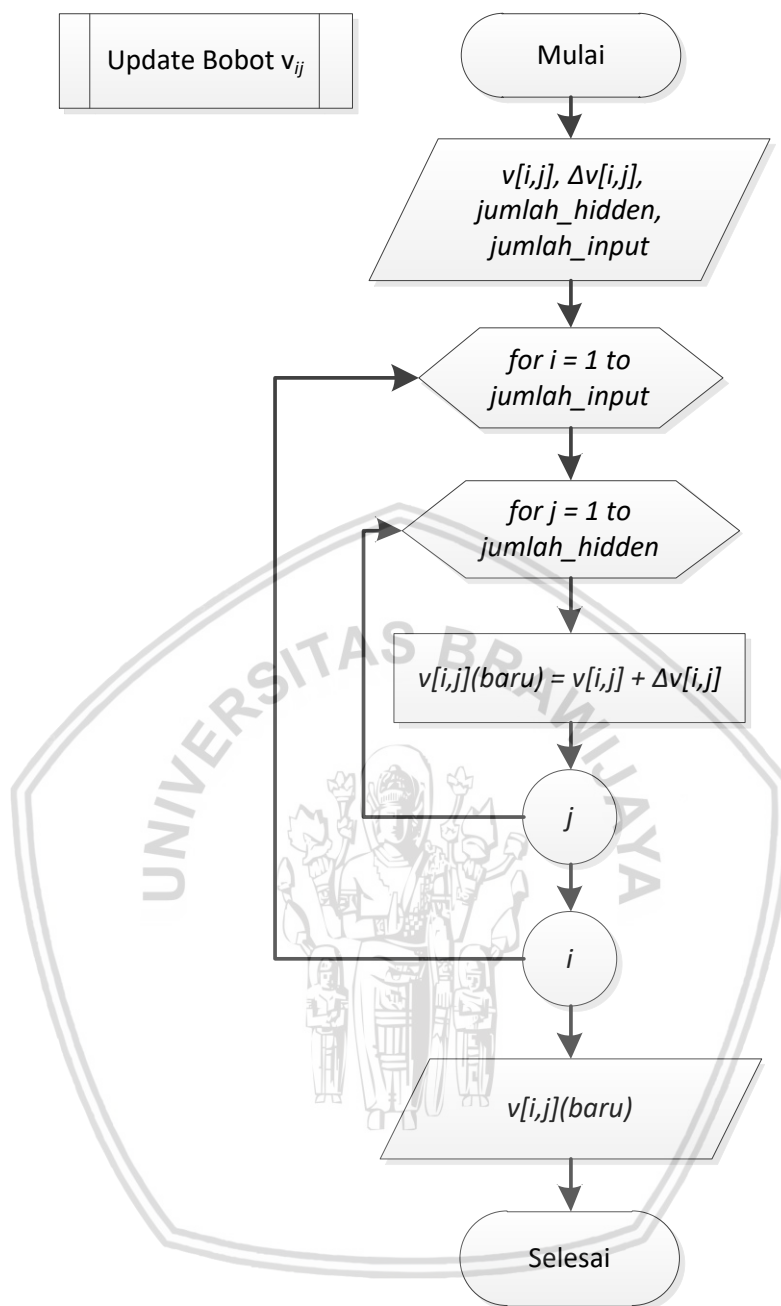 Update Bobot vij
Mulai
v[i,j], Δv[i,j],
jumlah_hidden,
jumlah_input
for i = 1 to
jumlah_input
for j = 1 to
jumlah_hidden
v[i,j](baru) = v[i,j] + Δv[i,j]
j
i
v[i,j](baru)
Selesai
UNIVERSITAS BRAWIJAYA